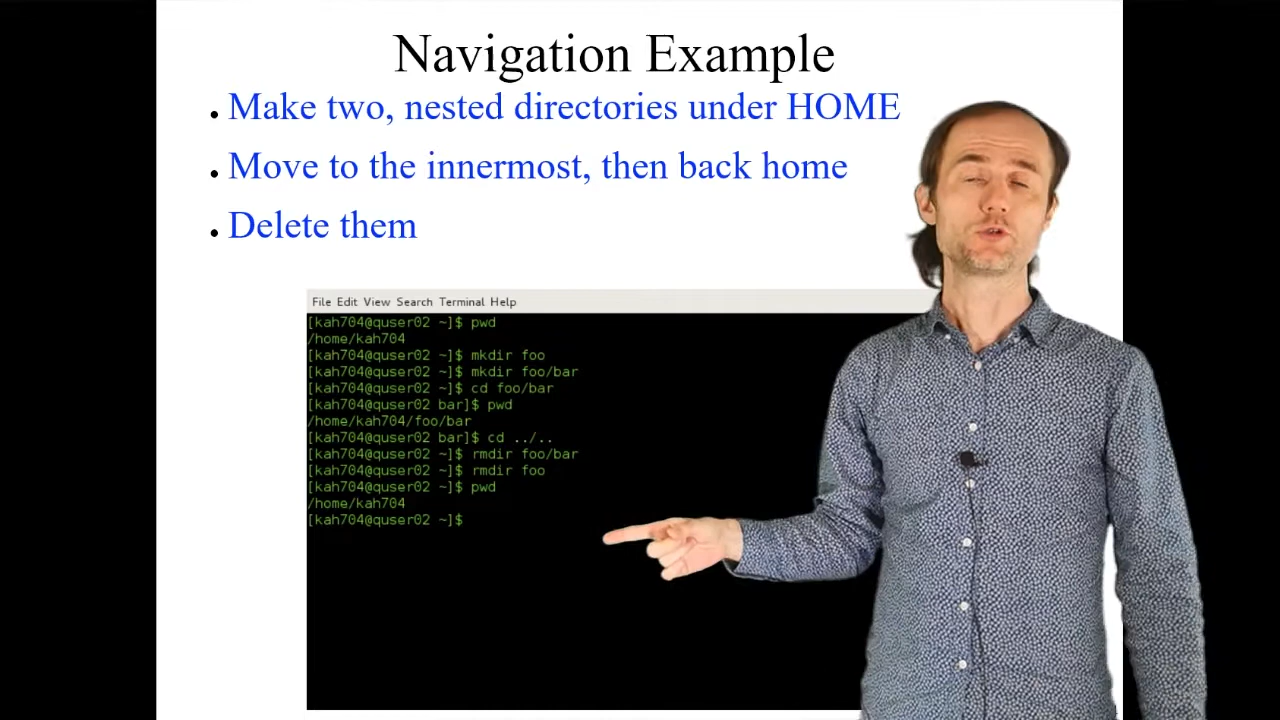 Navigation Example
Make two, nested directories under HOME
Move to the innermost, then back home
Delete them
File Edit View Search Terminal Help
[kah704@quser02 ~]$ pwd
/home/kah704
[kah704@quser02 ~]$ mkdir foo
[kah704@quser02 ~]$ mkdir foo/bar
[kah704@quser02 ~]$ cd foo/bar
[kah704@quser02 bar]$ pwd
/home/kah704/foo/bar
[kah704@quser02 bar]$ cd ../..
[kah704@quser02 ~]$ rmdir foo/bar
[kah704@quser02 ~]$ rmdir foo
[kah704@quser02 ~]$ pwd
/home/kah704
[kah704@quser02 ~]$